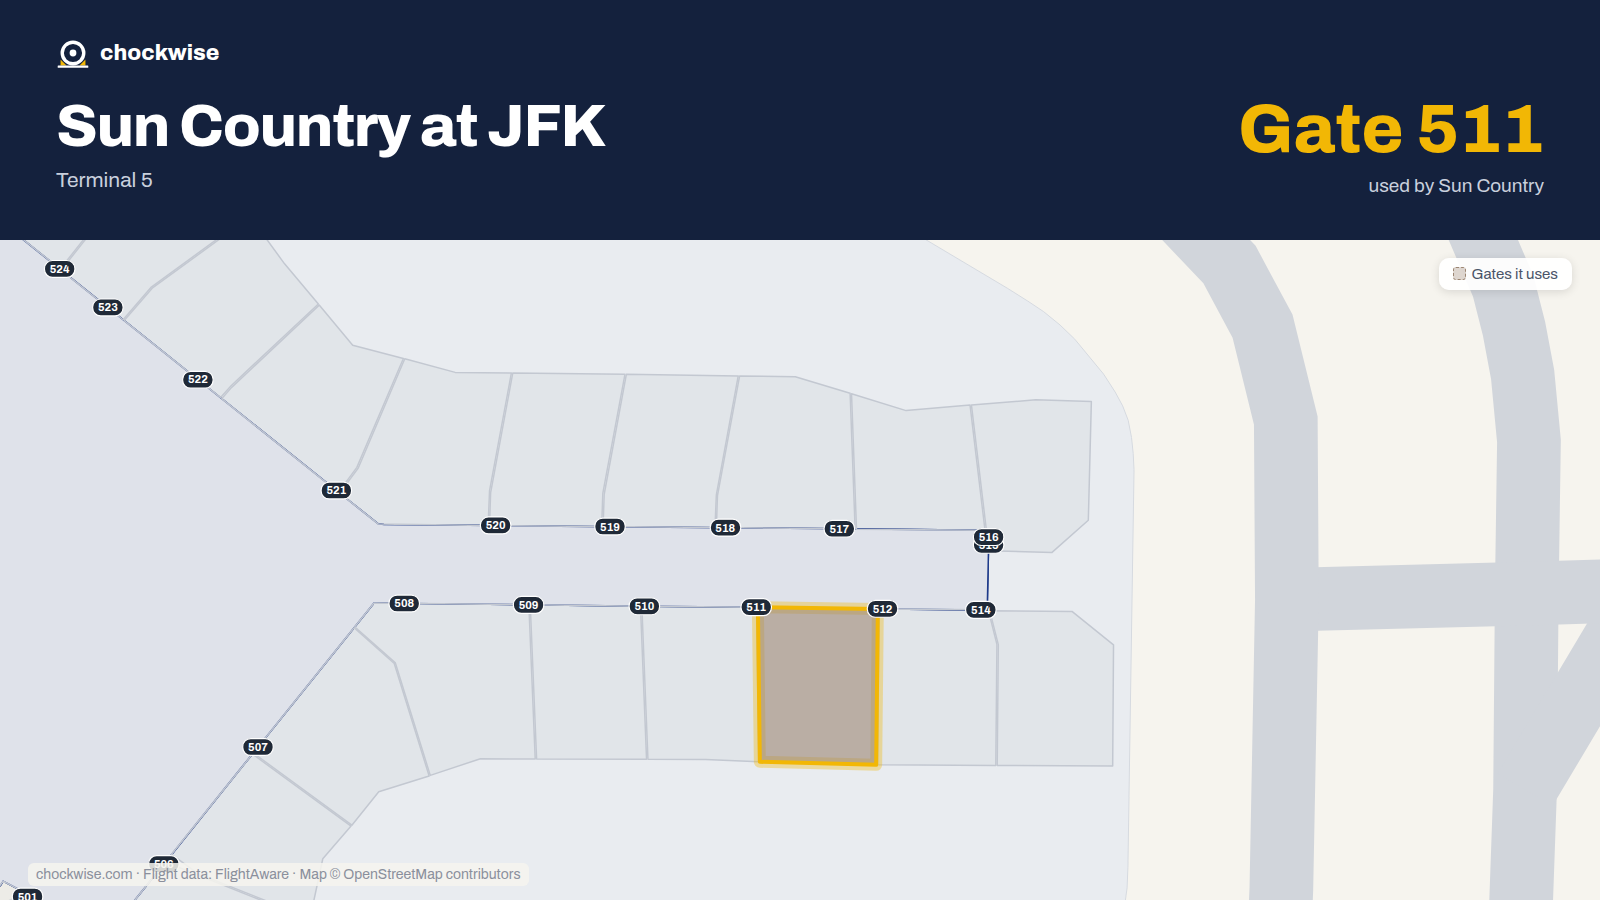 chockwise
Sun Country at JFK
Terminal 5
Gate 511
used by Sun Country
Gates it uses
524
523
522
521
520
519
518
517
516
508
509
510
511
512
514
507
506
501
chockwise.com · Flight data: FlightAware · Map © OpenStreetMap contributors